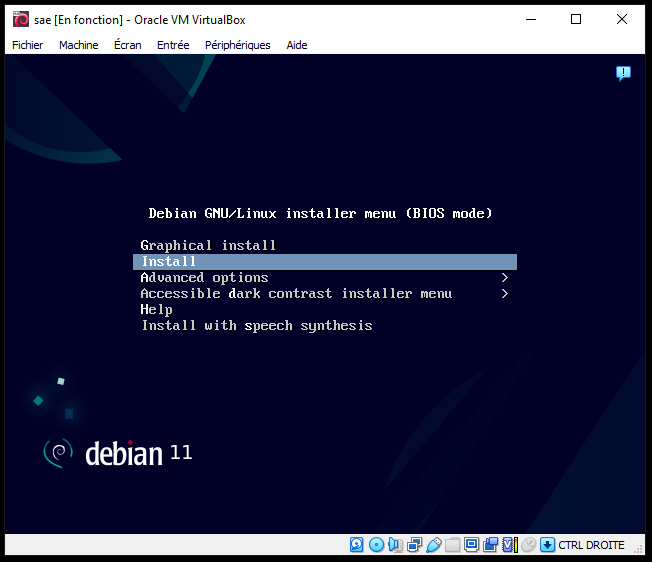 sae [En fonction] - Oracle VM VirtualBox
Fichier Machine Écran Entrée Périphériques Aide
Debian GNU/Linux installer menu (BIOS mode)
Graphical install
Install
Advanced options >
Accessible dark contrast installer menu >
Help
Install with speech synthesis
debian 11
CTRL DROITE